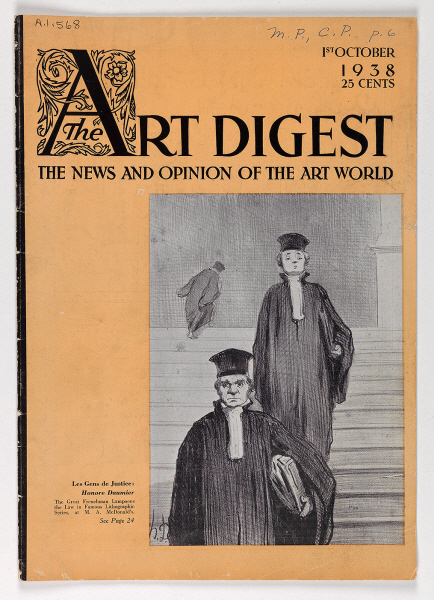 A.1.568
M.P., C.P. p.6
1ST OCTOBER
1938
25 CENTS
The ART DIGEST
THE NEWS AND OPINION OF THE ART WORLD
Les Gens de Justice:
Honore Daumier
The Great Frenchman Lampoons
the Law in Famous Lithographic
Series, at M. A. McDonald's.
See Page 24
h.D.